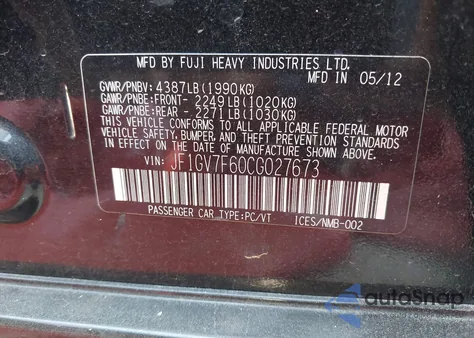 MFD BY FUJI HEAVY INDUSTRIES LTD.
MFD IN 05/12
GVWR/PNBV: 4387LB(1990KG)
GAWR/PNBE:FRONT- 2249LB(1020KG)
GAWR/PNBE:REAR - 2271LB(1030KG)
THIS VEHICLE CONFORMS TO ALL APPLICABLE FEDERAL MOTOR
VEHICLE SAFETY, BUMPER, AND THEFT PREVENTION STANDARDS
IN EFFECT ON THE DATE OF MANUFACTURE SHOWN ABOVE.
VIN: JF1GV7F60CG027673
PASSENGER CAR TYPE:PC/VT ICES/NMB-002
autoSnap